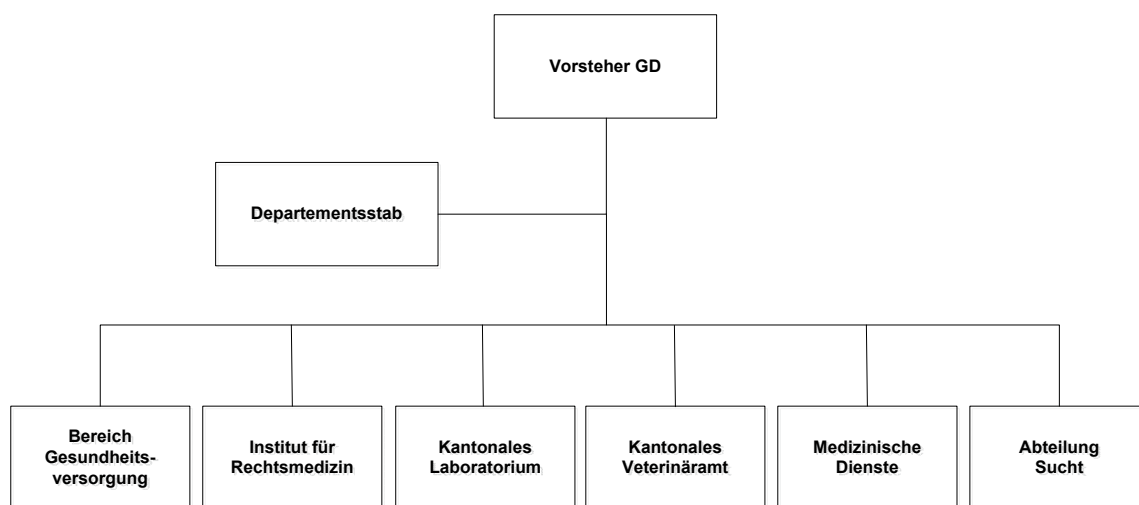 Vorsteher GD
Departementsstab
Bereich
Gesundheits-
versorgung
Institut für
Rechtsmedizin
Kantonales
Laboratorium
Kantonales
Veterinäramt
Medizinische
Dienste
Abteilung
Sucht